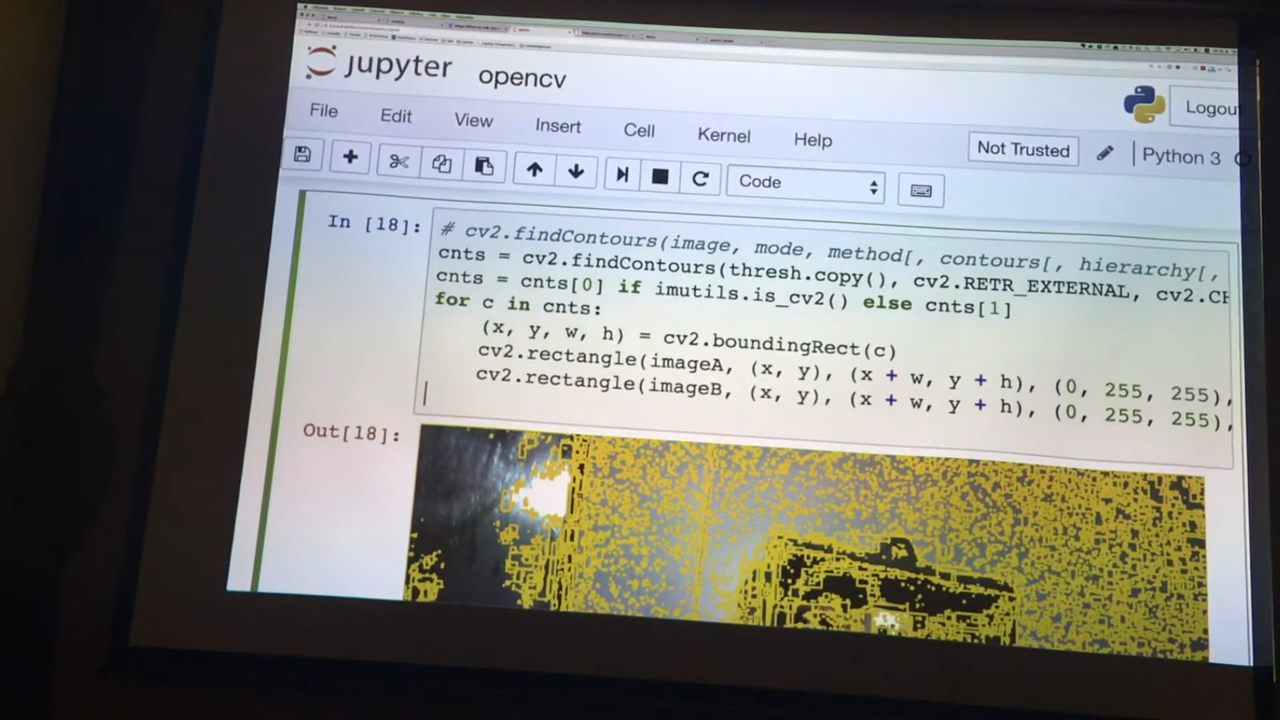 jupyter opencv
Logout
File Edit View Insert Cell Kernel Help
Not Trusted
Python 3
Code
In [18]:
# cv2.findContours(image, mode, method[, contours[, hierarchy[,
cnts = cv2.findContours(thresh.copy(), cv2.RETR_EXTERNAL, cv2.CH
cnts = cnts[0] if imutils.is_cv2() else cnts[1]
for c in cnts:
(x, y, w, h) = cv2.boundingRect(c)
cv2.rectangle(imageA, (x, y), (x + w, y + h), (0, 255, 255),
cv2.rectangle(imageB, (x, y), (x + w, y + h), (0, 255, 255),
Out[18]: